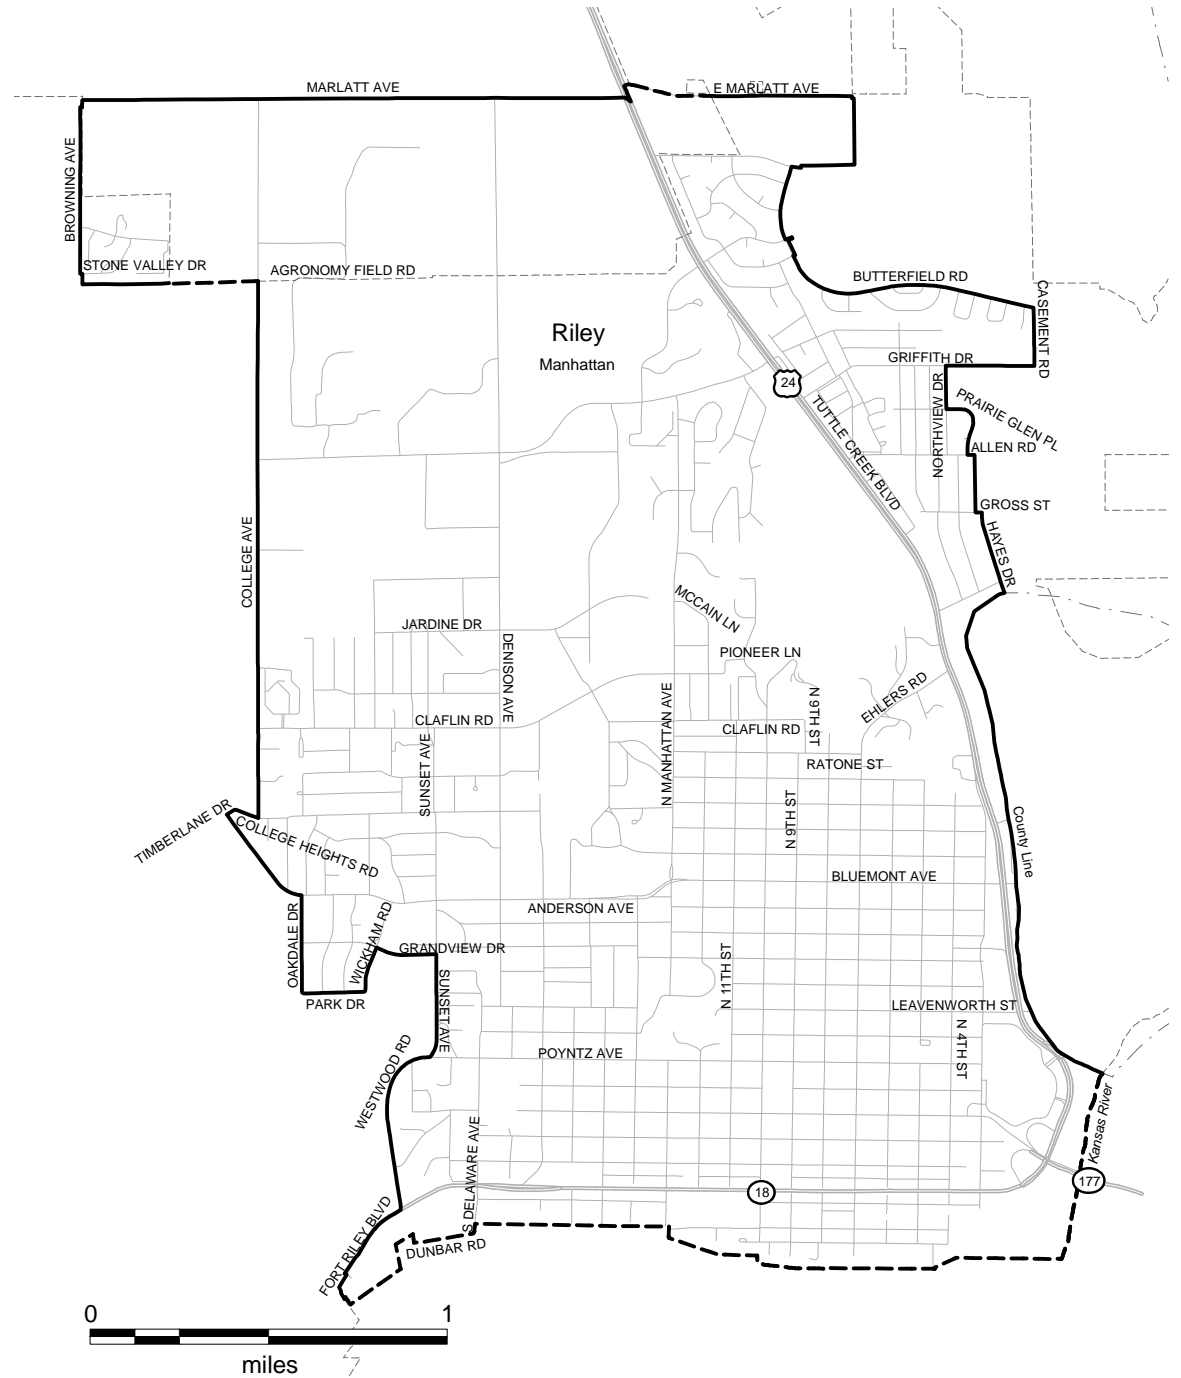 MARLATT AVE
E MARLATT AVE
BROWNING AVE
STONE VALLEY DR
AGRONOMY FIELD RD
BUTTERFIELD RD
CASEMENT RD
Riley
Manhattan
GRIFFITH DR
24
NORTHVIEW DR
PRAIRIE GLEN PL
TUTTLE CREEK BLVD
ALLEN RD
GROSS ST
HAYES DR
COLLEGE AVE
MCCAIN LN
JARDINE DR
DENISON AVE
PIONEER LN
EHLERS RD
N MANHATTAN AVE
N 9TH ST
CLAFLIN RD
CLAFLIN RD
SUNSET AVE
RATONE ST
N 9TH ST
TIMBERLANE DR
COLLEGE HEIGHTS RD
County Line
BLUEMONT AVE
ANDERSON AVE
OAKDALE DR
WICKHAM RD
GRANDVIEW DR
N 11TH ST
SUNSET AVE
PARK DR
LEAVENWORTH ST
N 4TH ST
WESTWOOD RD
POYNTZ AVE
Kansas River
S DELAWARE AVE
177
18
FORT RILEY BLVD
DUNBAR RD
0 1
miles